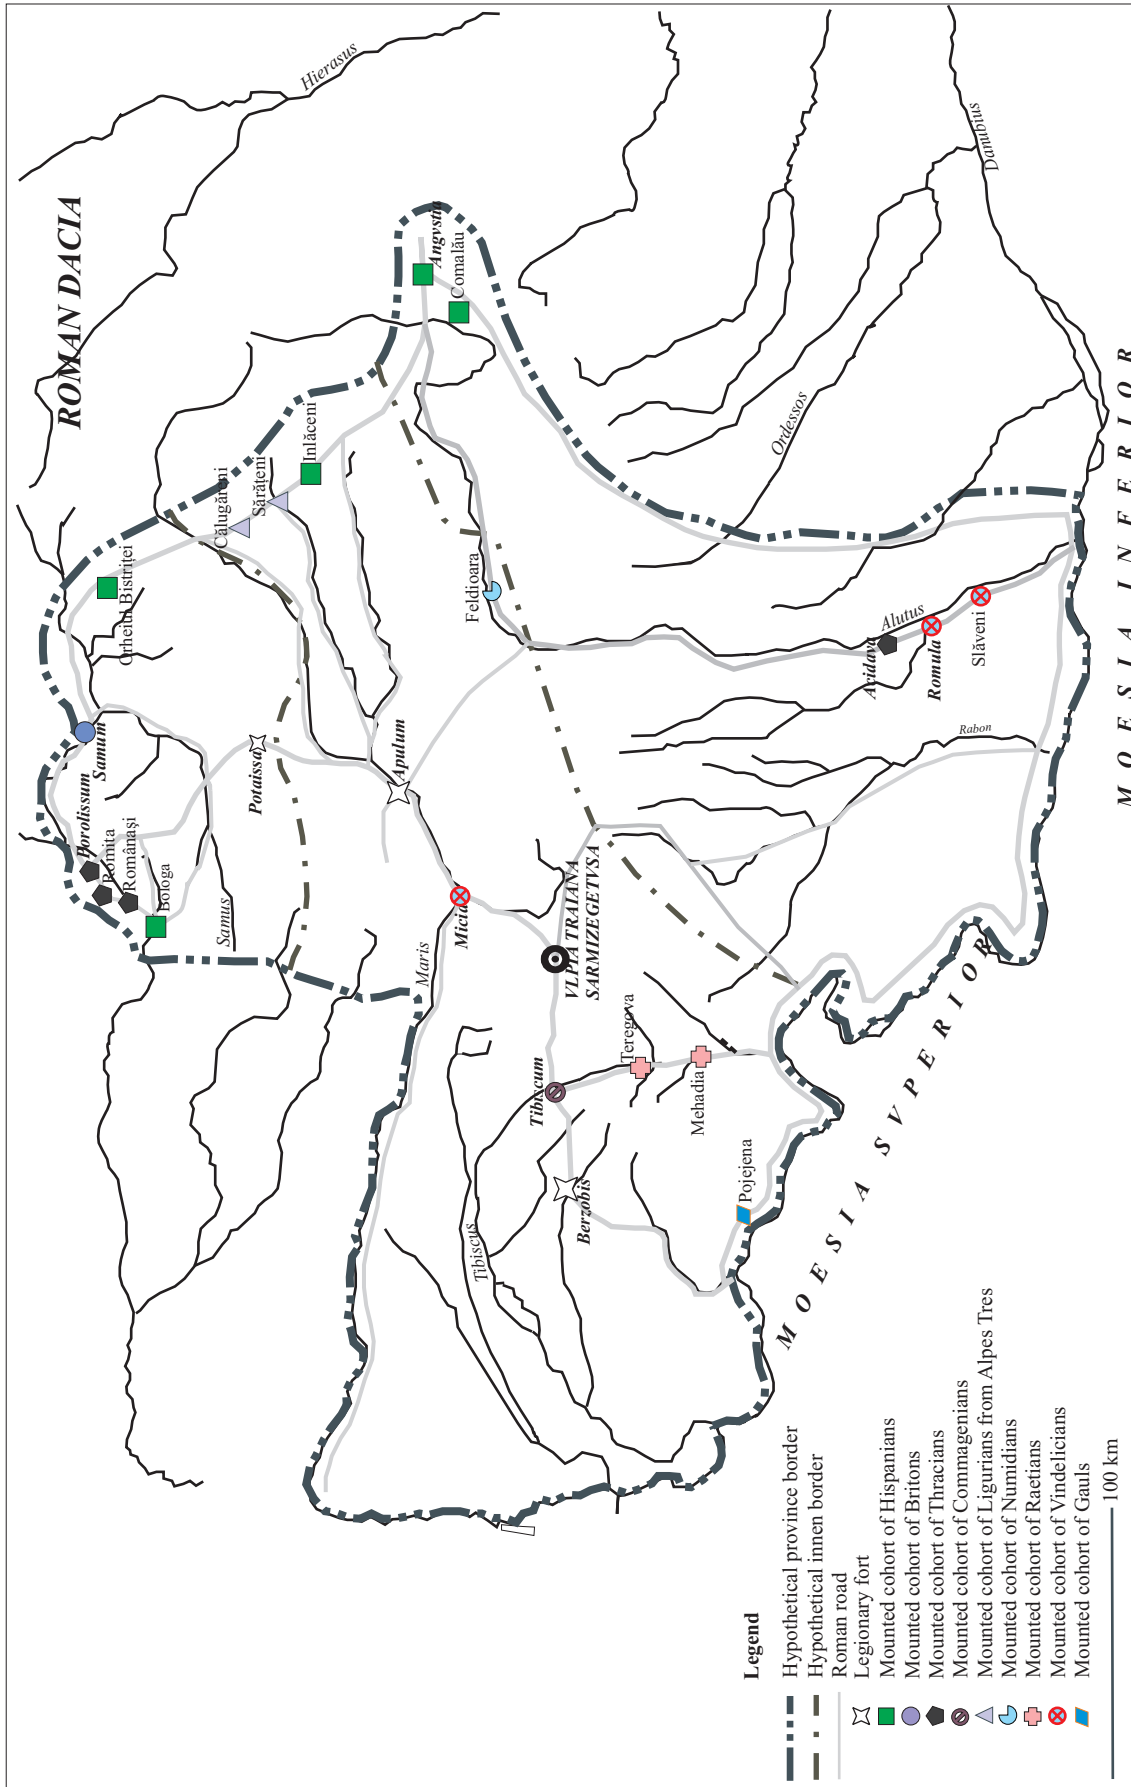 ROMAN DACIA
Hierasus
Samum
Porolissum
Romita
Românași
Bologa
Orheiul Bistriței
Călugăreni
Sărățeni
Inlăceni
Angvstia
Comalău
Samus
Potaissa
Apulum
Maris
Micia
Feldioara
VLPIA TRAIANA
SARMIZEGETVSA
Tibiscum
Teregova
Mehadia
Tibiscus
Berzobis
Pojejena
Ordessos
Danubius
Alutus
Acidava
Romula
Slăveni
Rabon
MOESIA SVPERIOR
MOESIA INFERIOR
Legend
Hypothetical province border
Hypothetical innen border
Roman road
Legionary fort
Mounted cohort of Hispanians
Mounted cohort of Britons
Mounted cohort of Thracians
Mounted cohort of Commagenians
Mounted cohort of Ligurians from Alpes Tres
Mounted cohort of Numidians
Mounted cohort of Raetians
Mounted cohort of Vindelicians
Mounted cohort of Gauls
100 km